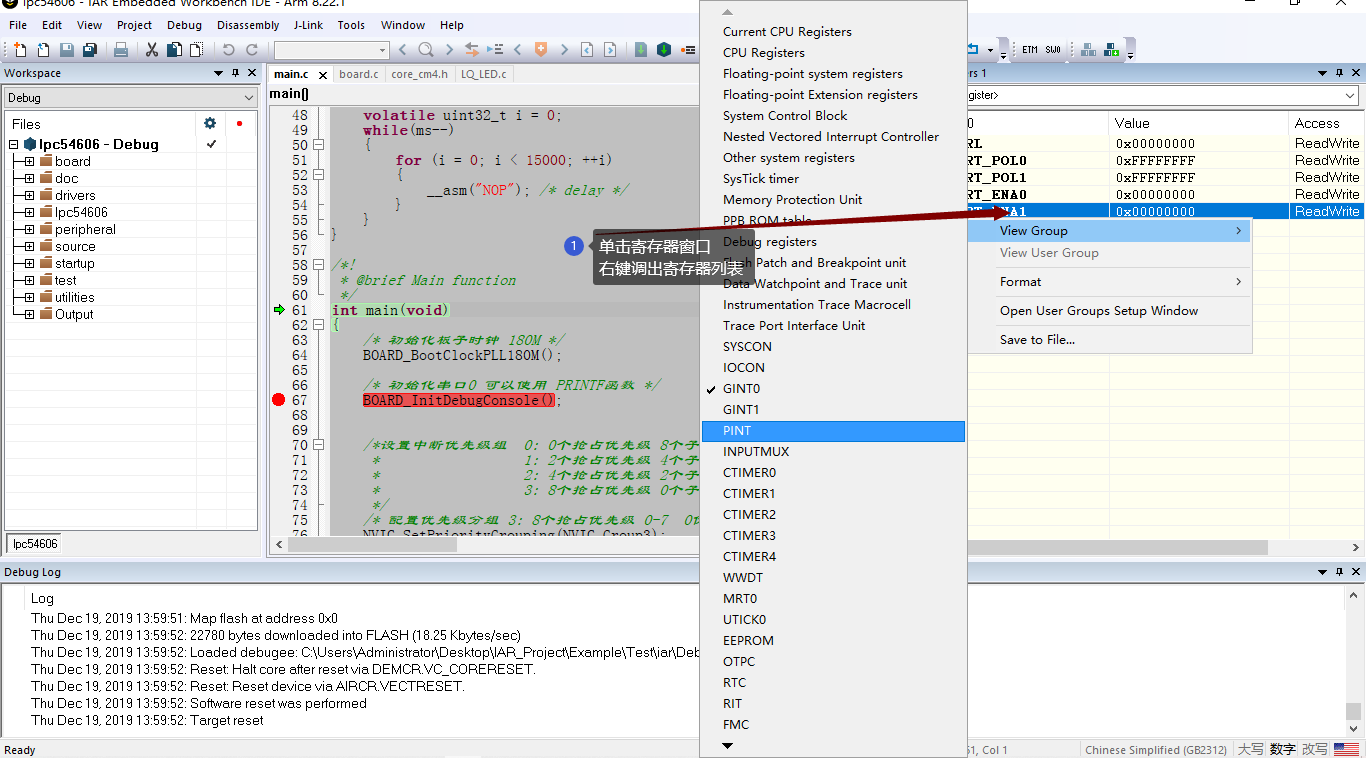 lpc54606 - IAR Embedded Workbench IDE - Arm 8.22.1
File Edit View Project Debug Disassembly J-Link Tools Window Help
ETM SWO
Workspace
Debug
Files
lpc54606 - Debug
board
doc
drivers
lpc54606
peripheral
source
startup
test
utilities
Output
lpc54606
main.c board.c core_cm4.h LQ_LED.c
main()
48 volatile uint32_t i = 0;
49 while(ms--)
50 {
51 for (i = 0; i < 15000; ++i)
52 {
53 __asm("NOP"); /* delay */
54 }
55 }
56 }
57
58 /*!
59 * @brief Main function
60 */
61 int main(void)
62 {
63 /* 初始化板子时钟 180M */
64 BOARD_BootClockPLL180M();
65
66 /* 初始化串口0 可以使用 PRINTF函数 */
67 BOARD_InitDebugConsole();
68
69
70 /*设置中断优先级组 0: 0个抢占优先级 8个子
71 * 1: 2个抢占优先级 4个子
72 * 2: 4个抢占优先级 2个子
73 * 3: 8个抢占优先级 0个子
74 */
75 /* 配置优先级分组 3: 8个抢占优先级 0-7
76 NVIC_SetPriorityGrouping(NVIC_Group3);
1 单击寄存器窗口
右键调出寄存器列表
Current CPU Registers
CPU Registers
Floating-point system registers
Floating-point Extension registers
System Control Block
Nested Vectored Interrupt Controller
Other system registers
SysTick timer
Memory Protection Unit
PPB ROM table
Debug registers
Flash Patch and Breakpoint unit
Data Watchpoint and Trace unit
Instrumentation Trace Macrocell
Trace Port Interface Unit
SYSCON
IOCON
GINT0
GINT1
PINT
INPUTMUX
CTIMER0
CTIMER1
CTIMER2
CTIMER3
CTIMER4
WWDT
MRT0
UTICK0
EEPROM
OTPC
RTC
RIT
FMC
ers 1
gister>
0 Value Access
RL 0x00000000 ReadWrite
RT_POL0 0xFFFFFFFF ReadWrite
RT_POL1 0xFFFFFFFF ReadWrite
RT_ENA0 0x00000000 ReadWrite
RT_ENA1 0x00000000 ReadWrite
View Group
View User Group
Format
Open User Groups Setup Window
Save to File...
Debug Log
Log
Thu Dec 19, 2019 13:59:51: Map flash at address 0x0
Thu Dec 19, 2019 13:59:52: 22780 bytes downloaded into FLASH (18.25 Kbytes/sec)
Thu Dec 19, 2019 13:59:52: Loaded debugee: C:\Users\Administrator\Desktop\IAR_Project\Example\Test\iar\Deb
Thu Dec 19, 2019 13:59:52: Reset: Halt core after reset via DEMCR.VC_CORERESET.
Thu Dec 19, 2019 13:59:52: Reset: Reset device via AIRCR.VECTRESET.
Thu Dec 19, 2019 13:59:52: Software reset was performed
Thu Dec 19, 2019 13:59:52: Target reset
Ready 61, Col 1 Chinese Simplified (GB2312) 大写 数字 改写